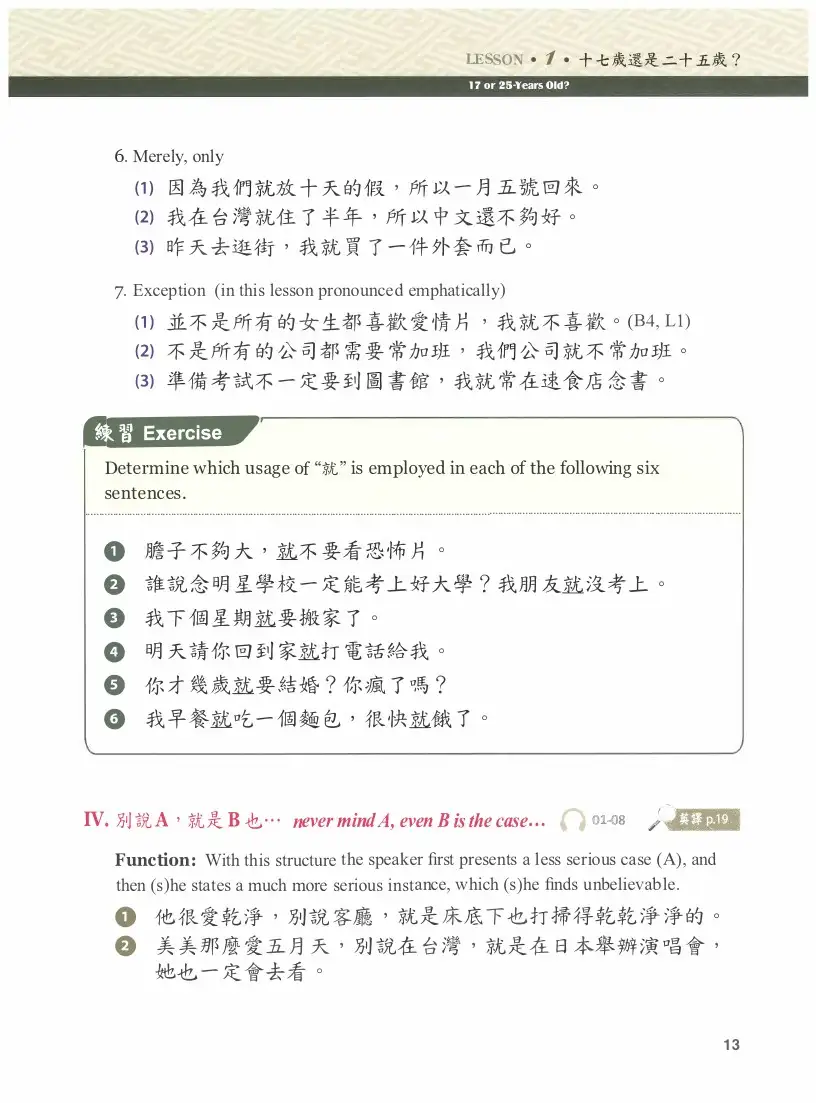 LESSON • 1 • 十七歲還是二十五歲？
17 or 25-Years Old?
6. Merely, only
(1) 因為我們就放十天的假，所以一月五號回來。
(2) 我在台灣就住了半年，所以中文還不夠好。
(3) 昨天去逛街，我就買了一件外套而已。
7. Exception (in this lesson pronounced emphatically)
(1) 並不是所有的女生都喜歡愛情片，我就不喜歡。(B4, L1)
(2) 不是所有的公司都需要常加班，我們公司就不常加班。
(3) 準備考試不一定要到圖書館，我就常在速食店念書。
練習 Exercise
Determine which usage of “就” is employed in each of the following six
sentences.
1 膽子不夠大，就不要看恐怖片。
2 誰說念明星學校一定能考上好大學？我朋友就沒考上。
3 我下個星期就要搬家了。
4 明天請你回到家就打電話給我。
5 你才幾歲就要結婚？你瘋了嗎？
6 我早餐就吃一個麵包，很快就餓了。
IV. 別說 A，就是 B 也… never mind A, even B is the case… 01-08 英譯 p.19
Function: With this structure the speaker first presents a less serious case (A), and
then (s)he states a much more serious instance, which (s)he finds unbelievable.
1 他很愛乾淨，別說客廳，就是床底下也打掃得乾乾淨淨的。
2 美美那麼愛五月天，別說在台灣，就是在日本舉辦演唱會，
她也一定會去看。
13